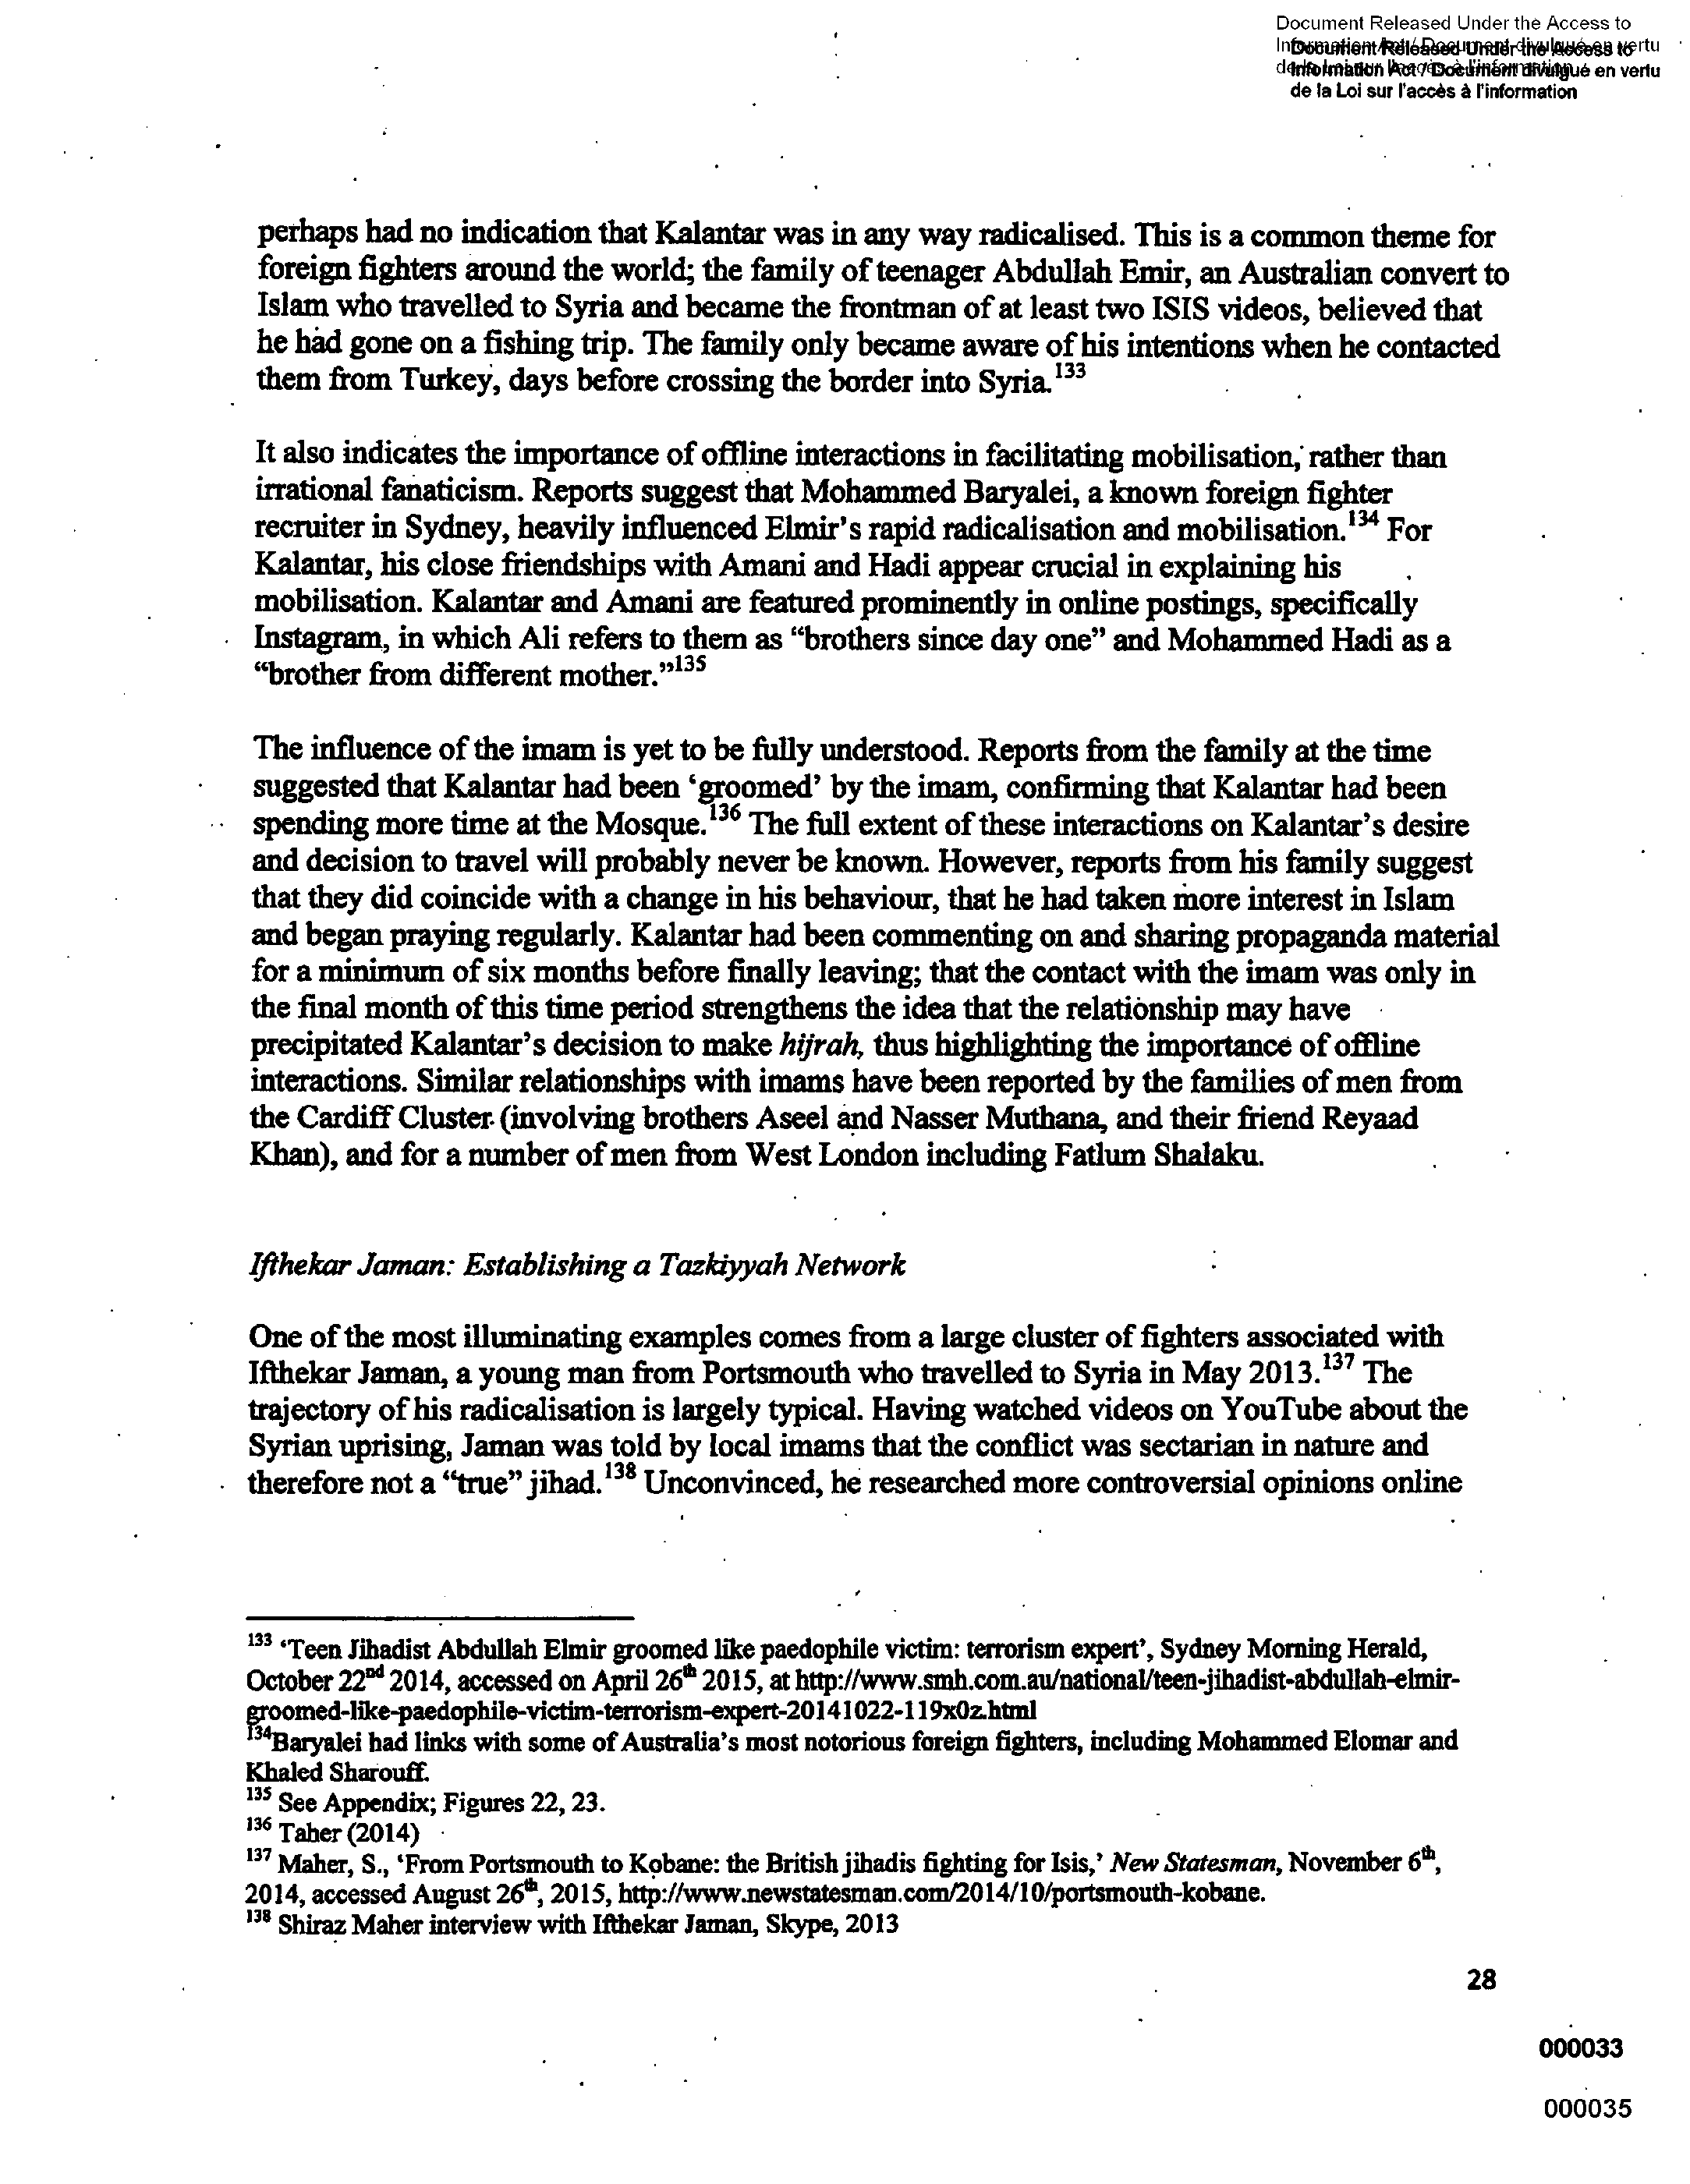 Document Released Under the Access to
Information Act / Document divulgué en vertu
de la Loi sur l'accès à l'information
Document Released Under the Access to
Information Act / Document divulgué en vertu
de la Loi sur l'accès à l'information
perhaps had no indication that Kalantar was in any way radicalised. This is a common theme for
foreign fighters around the world; the family of teenager Abdullah Emir, an Australian convert to
Islam who travelled to Syria and became the frontman of at least two ISIS videos, believed that
he had gone on a fishing trip. The family only became aware of his intentions when he contacted
them from Turkey, days before crossing the border into Syria.133
It also indicates the importance of offline interactions in facilitating mobilisation, rather than
irrational fanaticism. Reports suggest that Mohammed Baryalei, a known foreign fighter
recruiter in Sydney, heavily influenced Elmir's rapid radicalisation and mobilisation.134 For
Kalantar, his close friendships with Amani and Hadi appear crucial in explaining his
mobilisation. Kalantar and Amani are featured prominently in online postings, specifically
Instagram, in which Ali refers to them as “brothers since day one” and Mohammed Hadi as a
“brother from different mother.”135
The influence of the imam is yet to be fully understood. Reports from the family at the time
suggested that Kalantar had been ‘groomed’ by the imam, confirming that Kalantar had been
spending more time at the Mosque.136 The full extent of these interactions on Kalantar's desire
and decision to travel will probably never be known. However, reports from his family suggest
that they did coincide with a change in his behaviour, that he had taken more interest in Islam
and began praying regularly. Kalantar had been commenting on and sharing propaganda material
for a minimum of six months before finally leaving; that the contact with the imam was only in
the final month of this time period strengthens the idea that the relationship may have
precipitated Kalantar's decision to make hijrah, thus highlighting the importance of offline
interactions. Similar relationships with imams have been reported by the families of men from
the Cardiff Cluster (involving brothers Aseel and Nasser Muthana, and their friend Reyaad
Khan), and for a number of men from West London including Fatlum Shalaku.
Ifthekar Jaman: Establishing a Tazkiyyah Network
One of the most illuminating examples comes from a large cluster of fighters associated with
Ifthekar Jaman, a young man from Portsmouth who travelled to Syria in May 2013.137 The
trajectory of his radicalisation is largely typical. Having watched videos on YouTube about the
Syrian uprising, Jaman was told by local imams that the conflict was sectarian in nature and
therefore not a “true” jihad.138 Unconvinced, he researched more controversial opinions online
133 ‘Teen Jihadist Abdullah Elmir groomed like paedophile victim: terrorism expert’, Sydney Morning Herald,
October 22nd 2014, accessed on April 26th 2015, at http://www.smh.com.au/national/teen-jihadist-abdullah-elmir-
groomed-like-paedophile-victim-terrorism-expert-20141022-119x0z.html
134Baryalei had links with some of Australia's most notorious foreign fighters, including Mohammed Elomar and
Khaled Sharouff.
135 See Appendix; Figures 22, 23.
136 Taher (2014)
137 Maher, S., ‘From Portsmouth to Kobane: the British jihadis fighting for Isis,’ New Statesman, November 6th,
2014, accessed August 26th, 2015, http://www.newstatesman.com/2014/10/portsmouth-kobane.
138 Shiraz Maher interview with Ifthekar Jaman, Skype, 2013
28
000033
000035